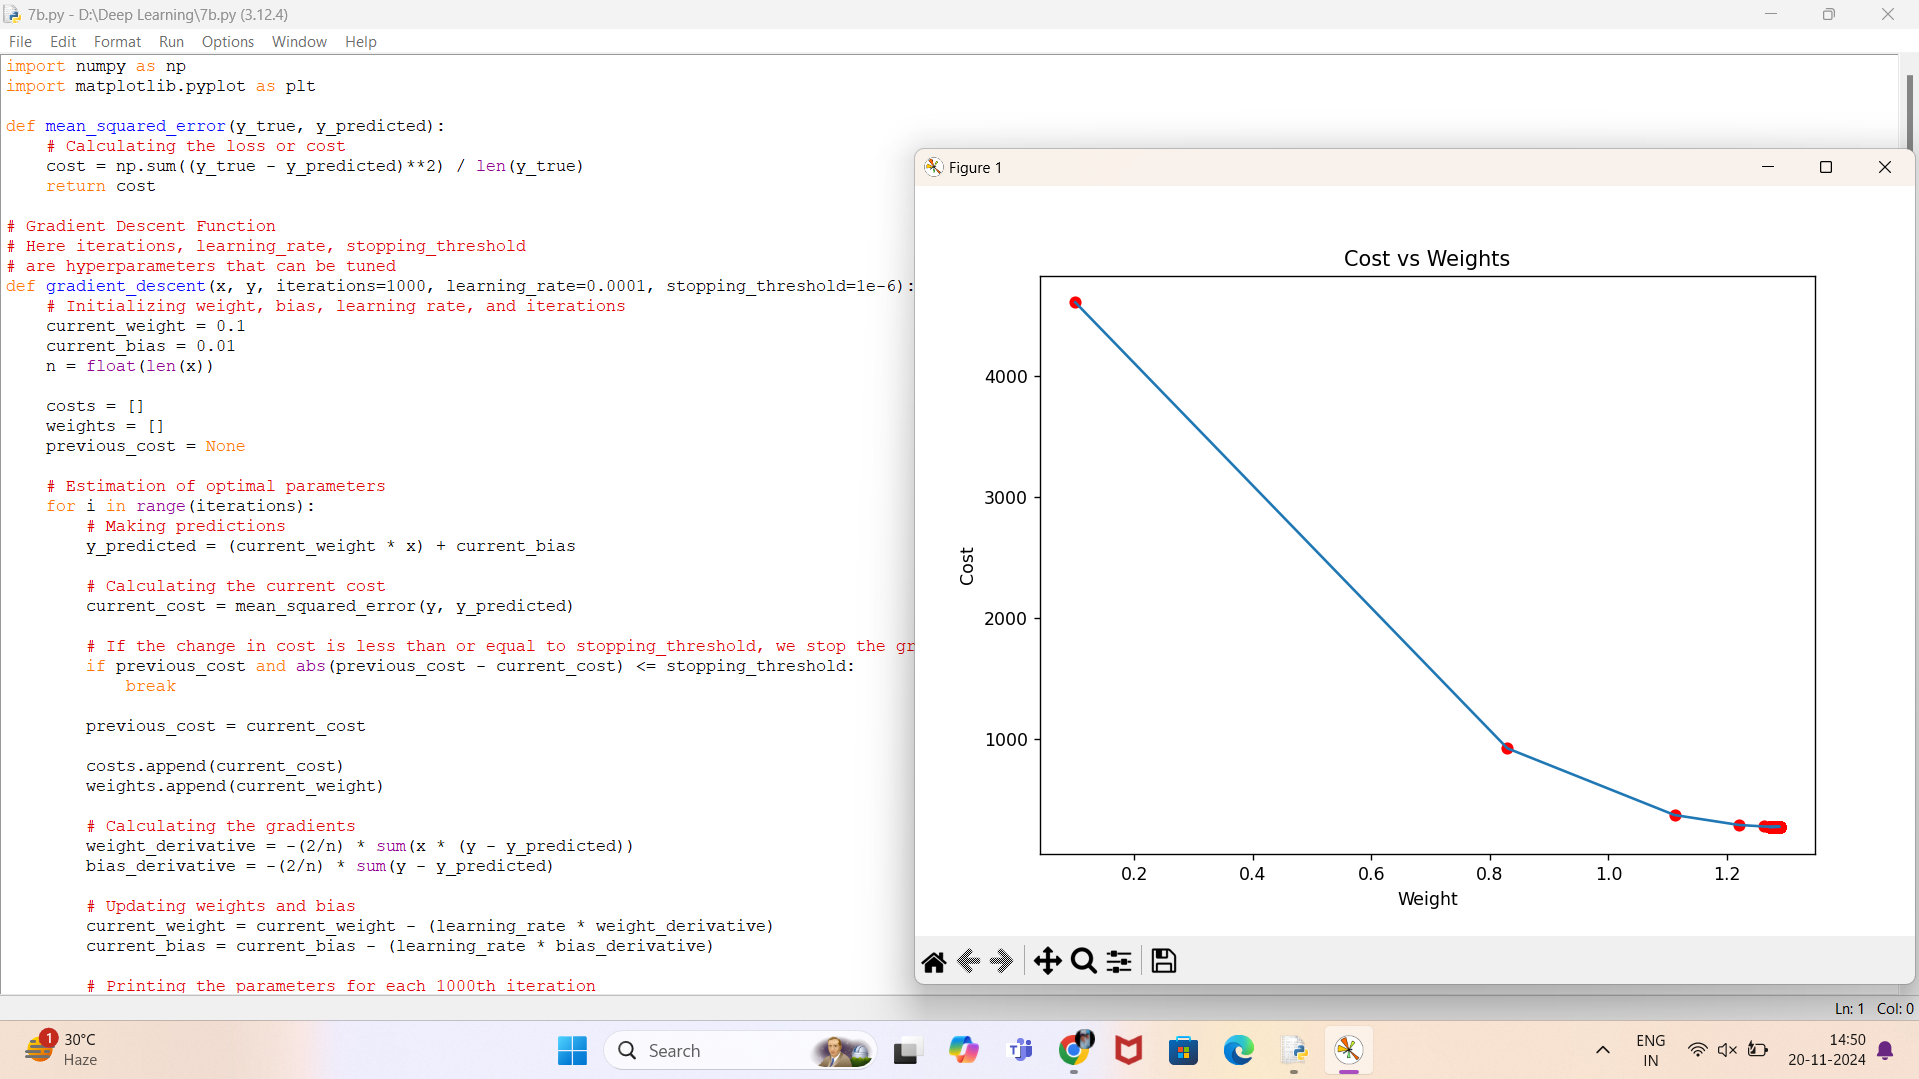 7b.py - D:\Deep Learning\7b.py (3.12.4)
File Edit Format Run Options Window Help
import numpy as np
import matplotlib.pyplot as plt
def mean_squared_error(y_true, y_predicted):
# Calculating the loss or cost
cost = np.sum((y_true - y_predicted)**2) / len(y_true)
return cost
# Gradient Descent Function
# Here iterations, learning_rate, stopping_threshold
# are hyperparameters that can be tuned
def gradient_descent(x, y, iterations=1000, learning_rate=0.0001, stopping_threshold=1e-6):
# Initializing weight, bias, learning rate, and iterations
current_weight = 0.1
current_bias = 0.01
n = float(len(x))
costs = []
weights = []
previous_cost = None
# Estimation of optimal parameters
for i in range(iterations):
# Making predictions
y_predicted = (current_weight * x) + current_bias
# Calculating the current cost
current_cost = mean_squared_error(y, y_predicted)
# If the change in cost is less than or equal to stopping_threshold, we stop the gr
if previous_cost and abs(previous_cost - current_cost) <= stopping_threshold:
break
previous_cost = current_cost
costs.append(current_cost)
weights.append(current_weight)
# Calculating the gradients
weight_derivative = -(2/n) * sum(x * (y - y_predicted))
bias_derivative = -(2/n) * sum(y - y_predicted)
# Updating weights and bias
current_weight = current_weight - (learning_rate * weight_derivative)
current_bias = current_bias - (learning_rate * bias_derivative)
# Printing the parameters for each 1000th iteration
Figure 1
Cost vs Weights
4000
3000
2000
1000
Cost
0.2 0.4 0.6 0.8 1.0 1.2
Weight
Ln: 1 Col: 0
1
30°C
Haze
Search
ENG
IN
14:50
20-11-2024